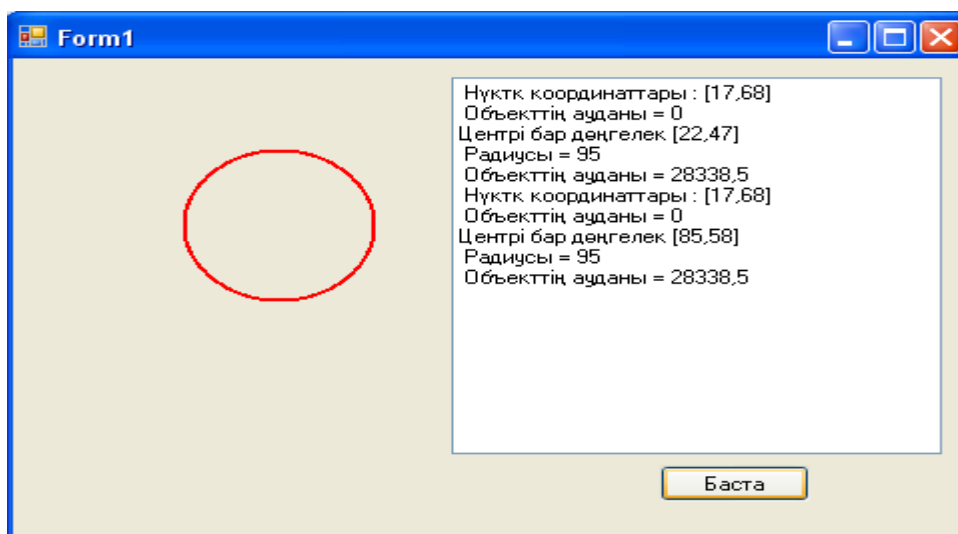 Form1
Нүктк координаттары : [17,68]
Объекттің ауданы = 0
Центрі бар дөңгелек [22,47]
Радиусы = 95
Объекттің ауданы = 28338,5
Нүктк координаттары : [17,68]
Объекттің ауданы = 0
Центрі бар дөңгелек [85,58]
Радиусы = 95
Объекттің ауданы = 28338,5
Баста